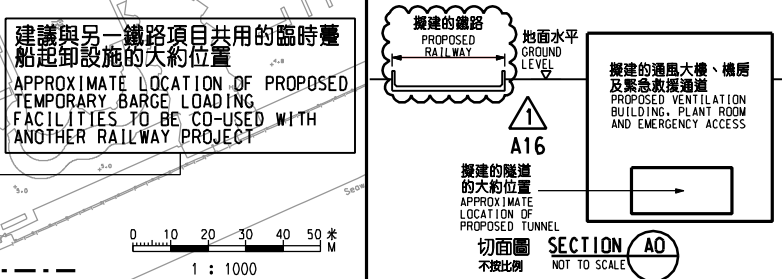 建議與另一鐵路項目共用的臨時躉
船起卸設施的大約位置
APPROXIMATE LOCATION OF PROPOSED
TEMPORARY BARGE LOADING
FACILITIES TO BE CO-USED WITH
ANOTHER RAILWAY PROJECT
5.0
5.0
0 10 20 30 40 50 米
M
1 : 1000
擬建的鐵路
PROPOSED
RAILWAY
地面水平
GROUND
LEVEL
1
A16
擬建的通風大樓、機房
及緊急救援通道
PROPOSED VENTILATION
BUILDING, PLANT ROOM
AND EMERGENCY ACCESS
擬建的隧道
的大約位置
APPROXIMATE
LOCATION OF
PROPOSED TUNNEL
切面圖 SECTION AO
不按比例 NOT TO SCALE